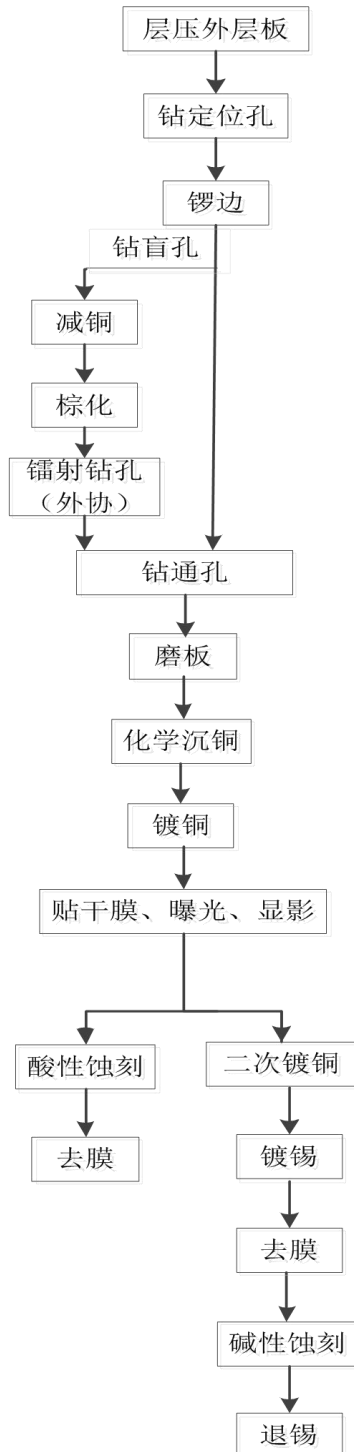 层压外层板
钻定位孔
锣边
钻盲孔
减铜
棕化
镭射钻孔
（外协）
钻通孔
磨板
化学沉铜
镀铜
贴干膜、曝光、显影
酸性蚀刻
去膜
二次镀铜
镀锡
去膜
碱性蚀刻
退锡